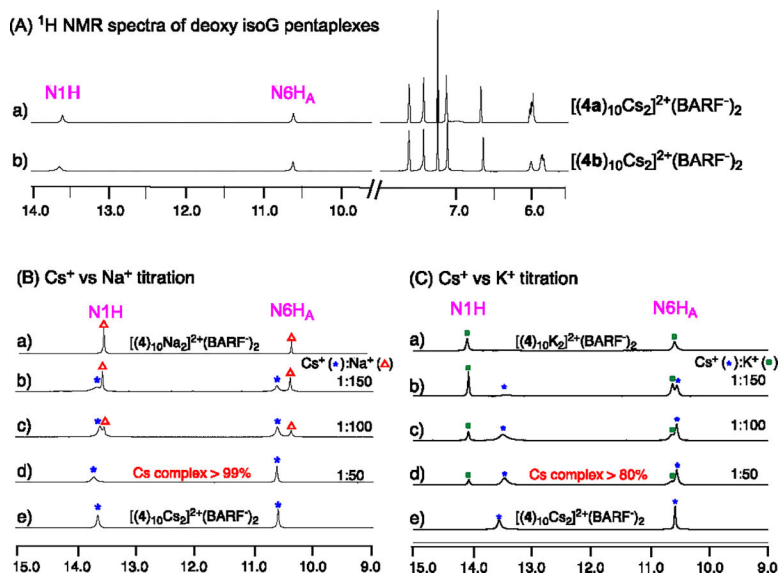 (A) ¹H NMR spectra of deoxy isoG pentaplexes
N1H N6H_A
a) [(4a)₁₀Cs₂]²⁺(BARF⁻)₂
b) [(4b)₁₀Cs₂]²⁺(BARF⁻)₂
14.0 13.0 12.0 11.0 10.0 7.0 6.0
(B) Cs⁺ vs Na⁺ titration
N1H N6H_A
a) [(4)₁₀Na₂]²⁺(BARF⁻)₂
Cs⁺(*):Na⁺(△)
b) 1:150
c) 1:100
d) Cs complex > 99% 1:50
e) [(4)₁₀Cs₂]²⁺(BARF⁻)₂
15.0 14.0 13.0 12.0 11.0 10.0 9.0
(C) Cs⁺ vs K⁺ titration
N1H N6H_A
a) [(4)₁₀K₂]²⁺(BARF⁻)₂
Cs⁺(*):K⁺(■)
b) 1:150
c) 1:100
d) Cs complex > 80% 1:50
e) [(4)₁₀Cs₂]²⁺(BARF⁻)₂
15.0 14.0 13.0 12.0 11.0 10.0 9.0